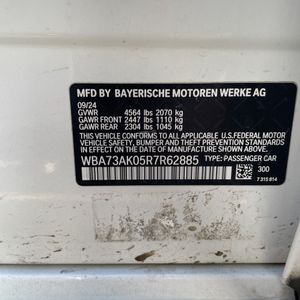 MFD. BY BAYERISCHE MOTOREN WERKE AG
09/24
GVWR 4564 lbs 2070 kg
GAWR FRONT 2447 lbs 1110 kg
GAWR REAR 2304 lbs 1045 kg
THIS VEHICLE CONFORMS TO ALL APPLICABLE U.S.FEDERAL MOTOR
VEHICLE SAFETY, BUMPER, AND THEFT PREVENTION STANDARDS IN
EFFECT ON THE DATE OF MANUFACTURE SHOWN ABOVE.
WBA73AK05R7R62885 TYPE: PASSENGER CAR
300
7 315 814